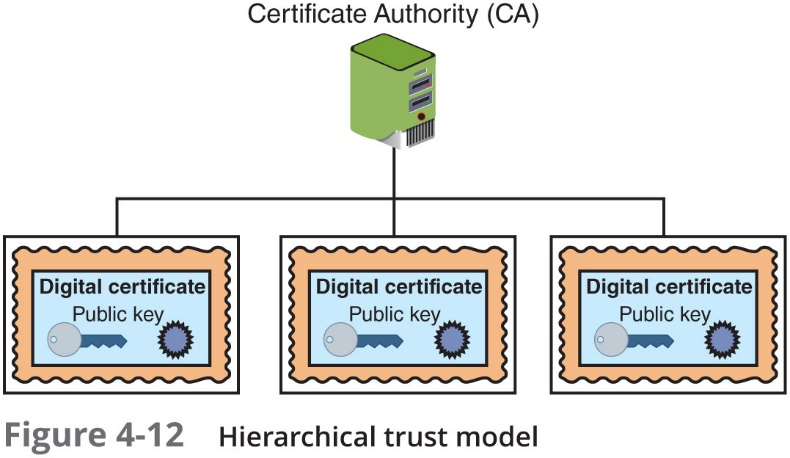 Certificate Authority (CA)
Digital certificate
Public key
Digital certificate
Public key
Digital certificate
Public key
Figure 4-12 Hierarchical trust model